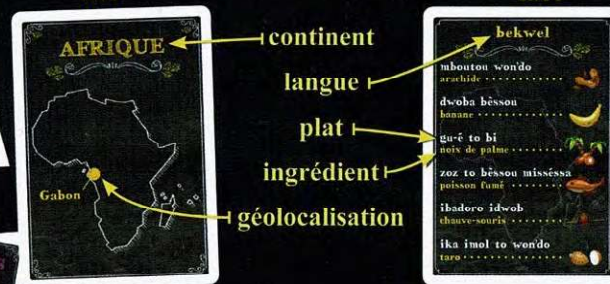 AFRIQUE
Gabon
continent
langue
plat
ingrédient
géolocalisation
bekwel
mboutou won'do
arachide
dwoba bèssou
banane
gu-ê to bi
noix de palme
zoz to bèssou misséssa
poisson fumé
ibadoro idwob
chauve-souris
ika imol to won'do
taro